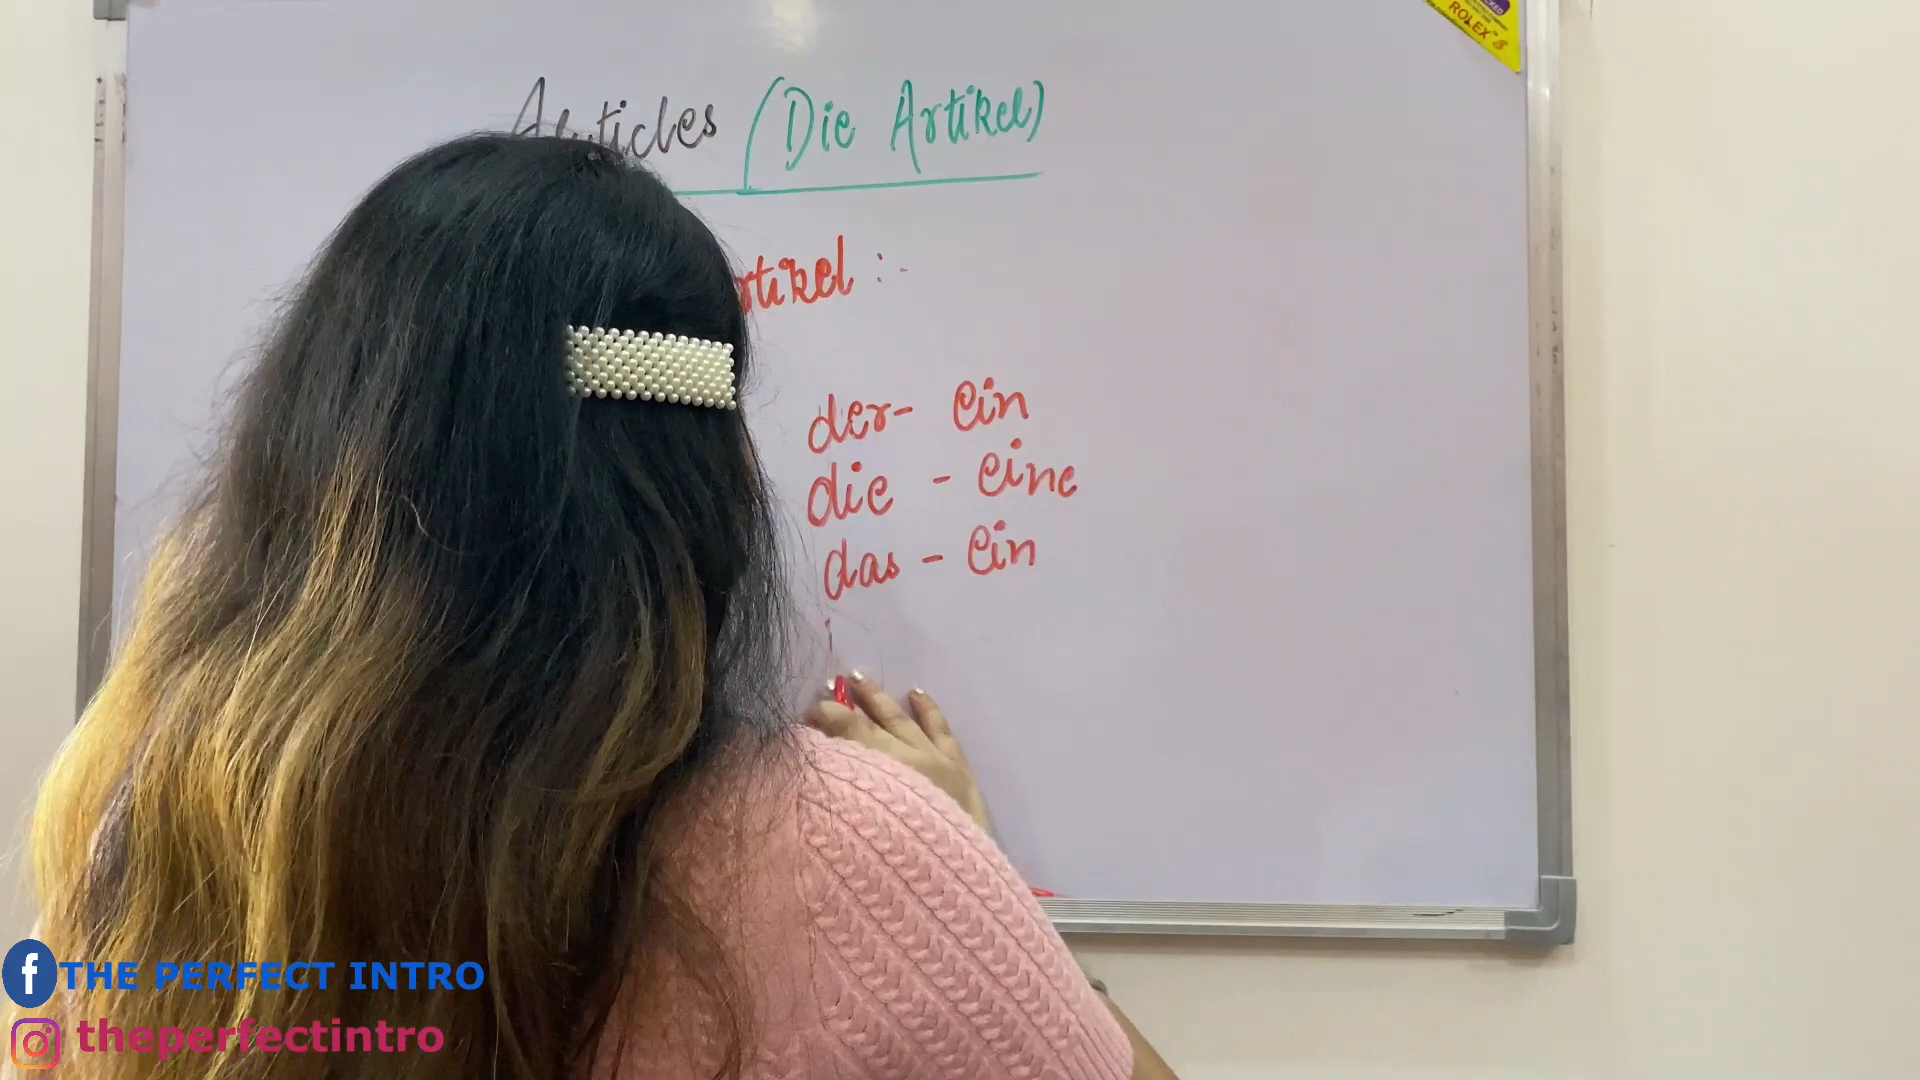 Articles (Die Artikel)
rtikel :-
der- ein
die - eine
das - ein
ROLEX
f THE PERFECT INTRO
theperfectintro